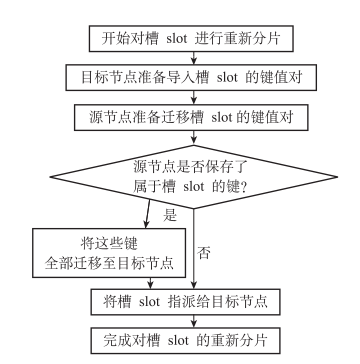 开始对槽 slot 进行重新分片
目标节点准备导入槽 slot 的键值对
源节点准备迁移槽 slot 的键值对
源节点是否保存了
属于槽 slot 的键?
是
将这些键
全部迁移至目标节点
否
将槽 slot 指派给目标节点
完成对槽 slot 的重新分片